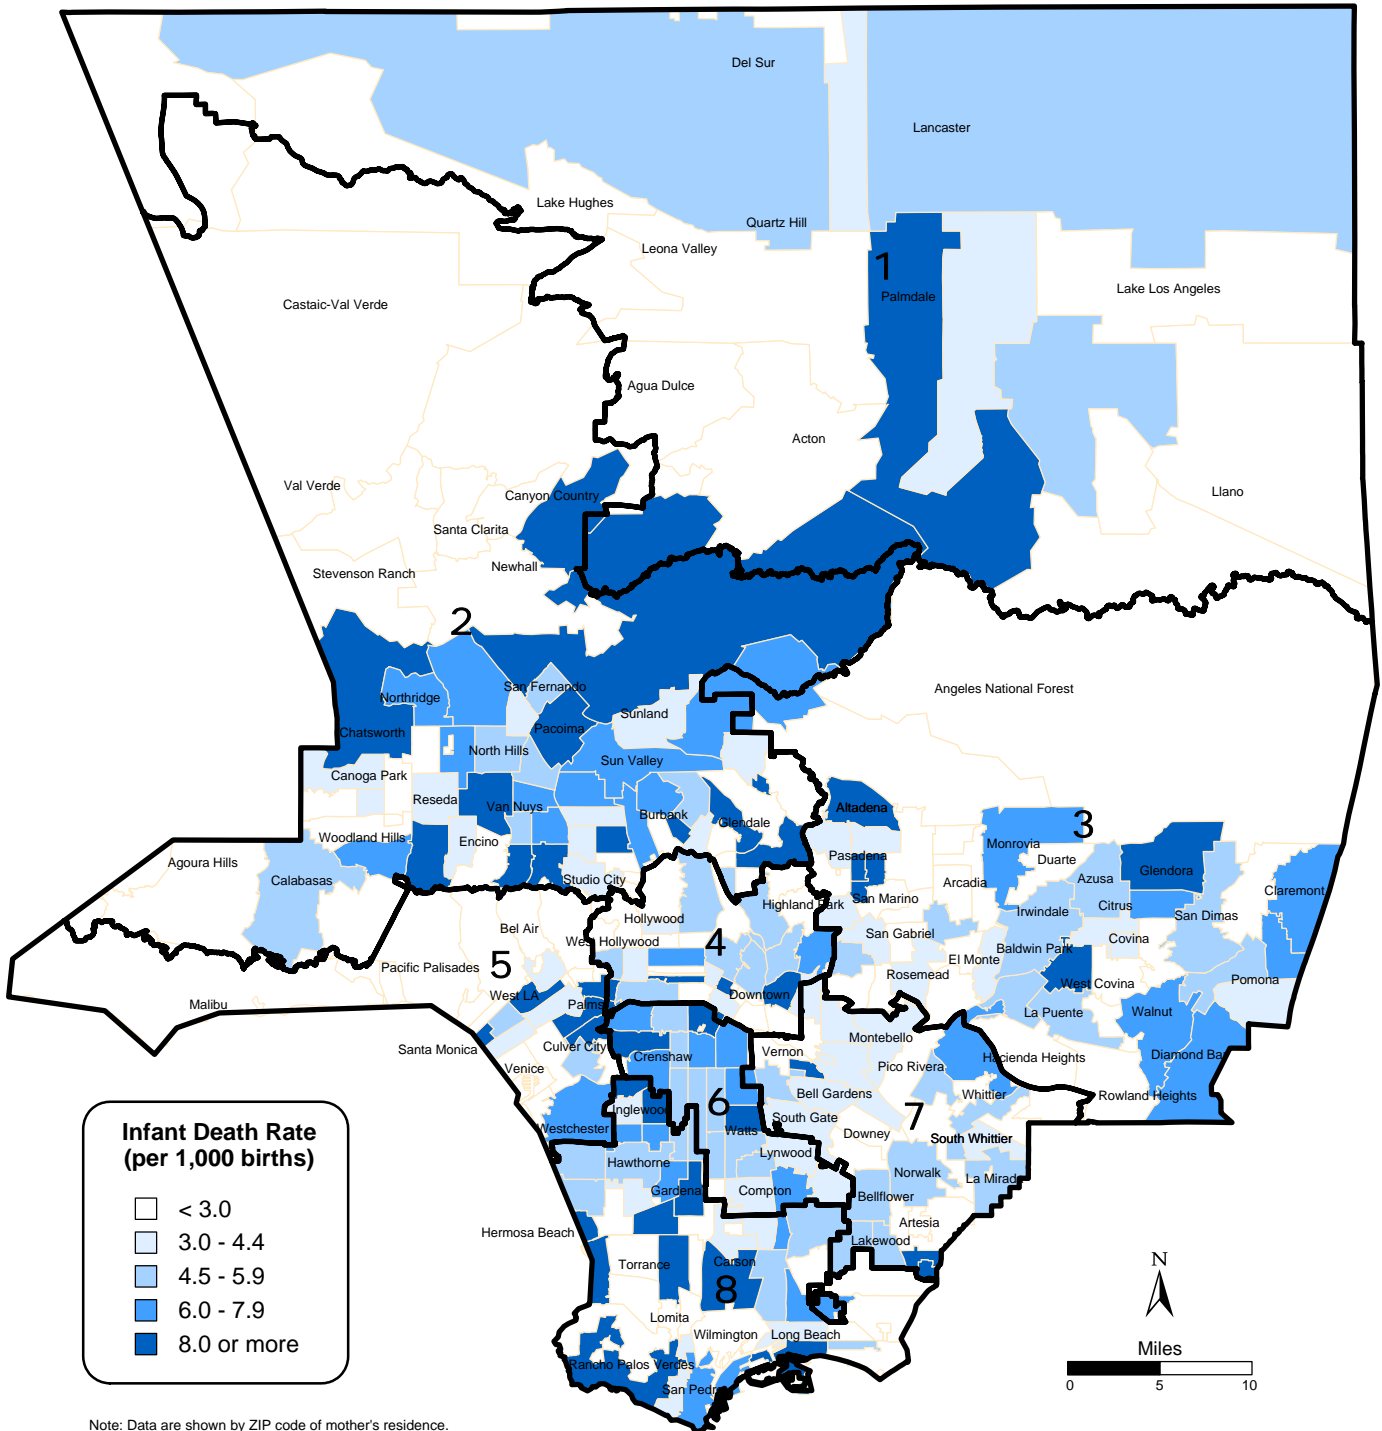 Del Sur
Lancaster
Lake Hughes
Quartz Hill
Leona Valley
1
Palmdale
Lake Los Angeles
Castaic-Val Verde
Agua Dulce
Acton
Val Verde
Canyon Country
Llano
Santa Clarita
Newhall
Stevenson Ranch
2
San Fernando
Angeles National Forest
Northridge
Sunland
Chatsworth
Pacoima
North Hills
Sun Valley
Canoga Park
Reseda
Van Nuys
Altadena
Burbank
Glendale
3
Woodland Hills
Encino
Monrovia
Agoura Hills
Pasadena
Duarte
Calabasas
Studio City
Arcadia
Azusa
Glendora
Claremont
San Marino
Highland Park
Citrus
Irwindale
San Dimas
Hollywood
Bel Air
West Hollywood
4
San Gabriel
Baldwin Park
Covina
5
Pacific Palisades
El Monte
Rosemead
West Covina
Pomona
West LA
Downtown
Malibu
Palms
La Puente
Walnut
Santa Monica
Culver City
Crenshaw
Vernon
Montebello
Hacienda Heights
Diamond Bar
Venice
Pico Rivera
Bell Gardens
Whittier
Rowland Heights
Inglewood
6
7
South Gate
Westchester
Watts
Downey
South Whittier
Lynwood
Hawthorne
Norwalk
La Mirada
Gardena
Compton
Bellflower
Artesia
Hermosa Beach
Lakewood
Torrance
Carson
8
Lomita
Wilmington
Long Beach
Rancho Palos Verdes
San Pedro
Infant Death Rate
(per 1,000 births)
< 3.0
3.0 - 4.4
4.5 - 5.9
6.0 - 7.9
8.0 or more
N
Miles
0 5 10
Note: Data are shown by ZIP code of mother's residence.